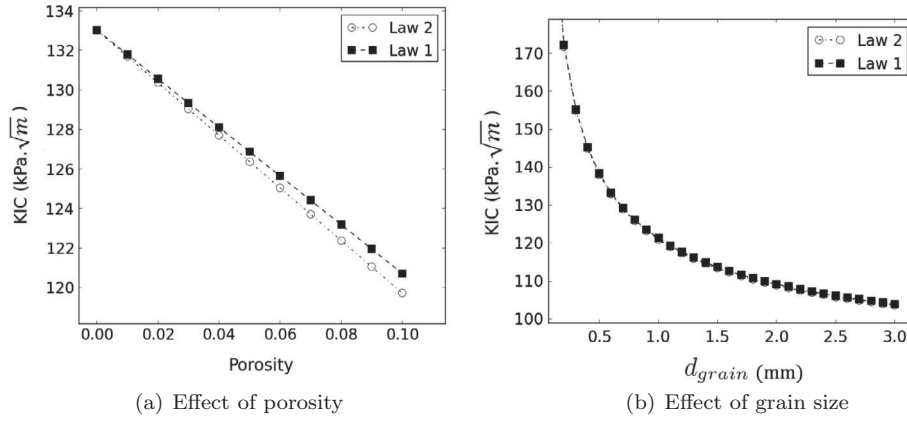 134
132
130
128
126
124
122
120
KIC (kPa.√m)
Law 2
Law 1
0.00 0.02 0.04 0.06 0.08 0.10
Porosity
(a) Effect of porosity
170
160
150
140
130
120
110
100
KIC (kPa.√m)
Law 2
Law 1
0.5 1.0 1.5 2.0 2.5 3.0
d_grain (mm)
(b) Effect of grain size